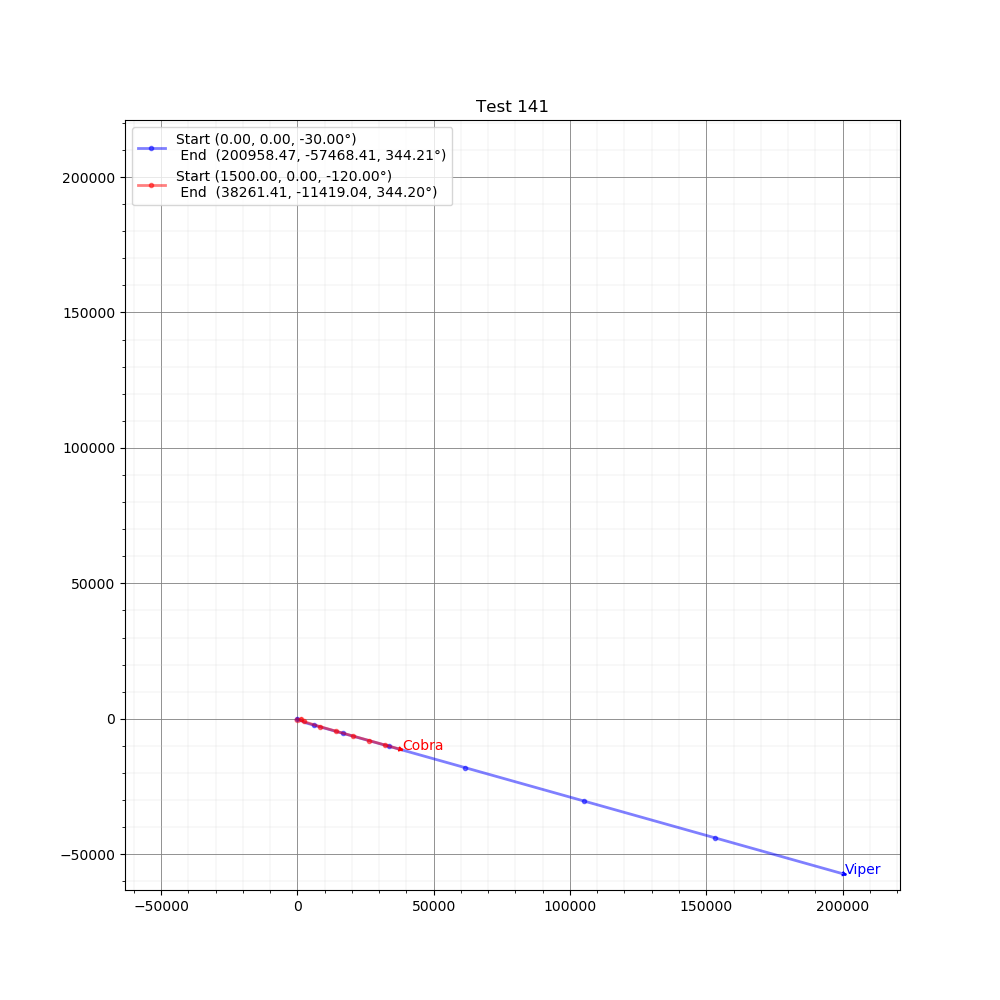 Test 141
Start (0.00, 0.00, -30.00°)
End (200958.47, -57468.41, 344.21°)
Start (1500.00, 0.00, -120.00°)
End (38261.41, -11419.04, 344.20°)
200000
150000
100000
50000
0
−50000
Cobra
Viper
−50000 0 50000 100000 150000 200000